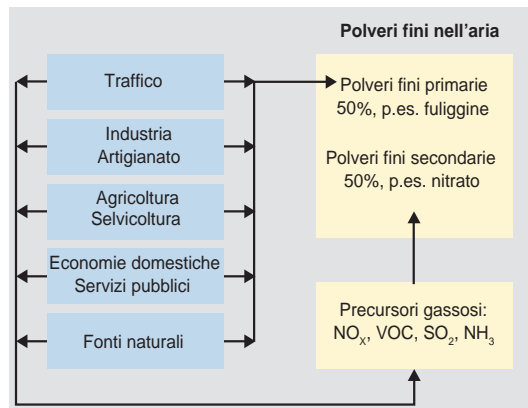 Polveri fini nell'aria
Traffico
Industria
Artigianato
Agricoltura
Selvicoltura
Economie domestiche
Servizi pubblici
Fonti naturali
Polveri fini primarie
50%, p.es. fuliggine
Polveri fini secondarie
50%, p.es. nitrato
Precursori gassosi:
NOX, VOC, SO2, NH3